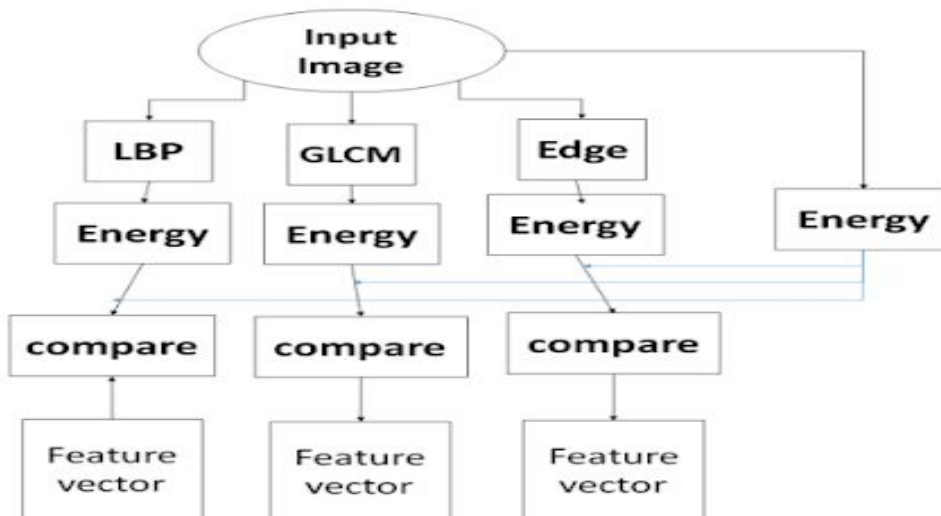 Input
Image
LBP
GLCM
Edge
Energy
Energy
Energy
Energy
compare
compare
compare
Feature
vector
Feature
vector
Feature
vector